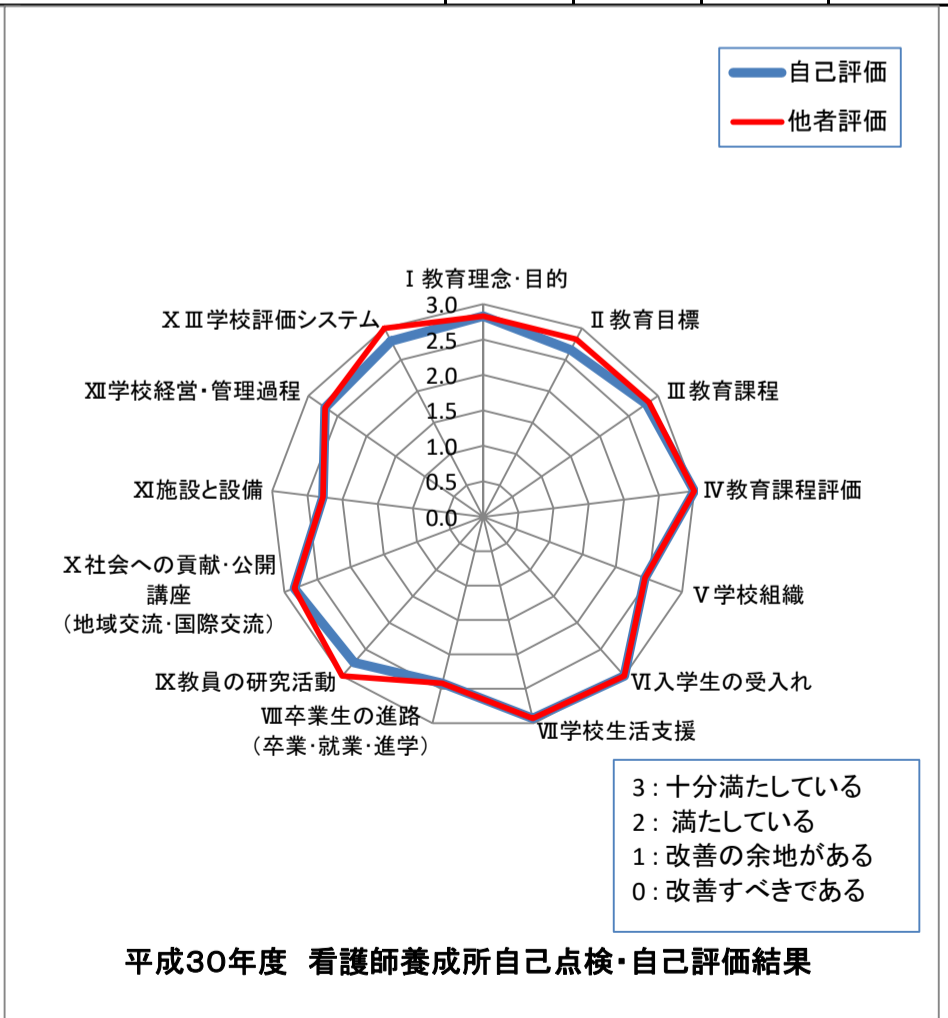 自己評価
他者評価
Ⅰ 教育理念･目的
Ⅱ 教育目標
Ⅲ 教育課程
Ⅳ 教育課程評価
Ⅴ 学校組織
Ⅵ入学生の受入れ
Ⅶ学校生活支援
Ⅷ卒業生の進路
（卒業･就業･進学）
Ⅸ教員の研究活動
Ⅹ社会への貢献･公開
講座
（地域交流･国際交流）
Ⅺ施設と設備
Ⅻ学校経営・管理過程
ⅩⅢ学校評価システム
3.0
2.5
2.0
1.5
1.0
0.5
0.0
3 : 十分満たしている
2 : 満たしている
1 : 改善の余地がある
0 : 改善すべきである
平成30年度　看護師養成所自己点検・自己評価結果